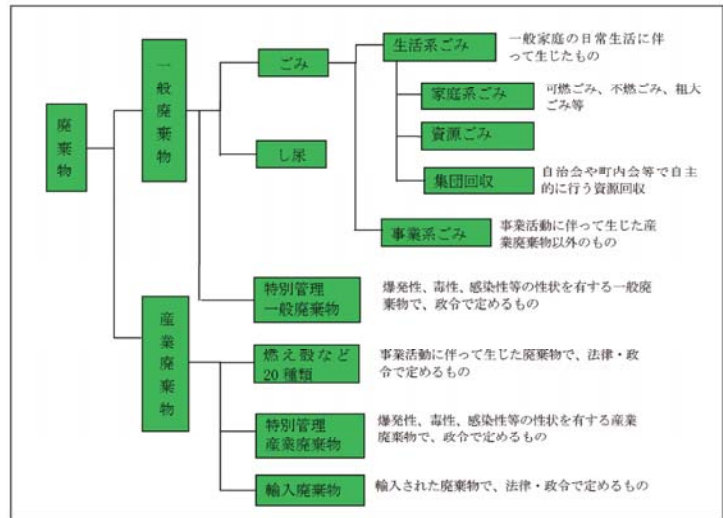 廃棄物
一般廃棄物
ごみ
生活系ごみ
一般家庭の日常生活に伴
って生じたもの
家庭系ごみ
可燃ごみ、不燃ごみ、粗大
ごみ等
資源ごみ
集団回収
自治会や町内会等で自主
的に行う資源回収
事業系ごみ
事業活動に伴って生じた産
業廃棄物以外のもの
し尿
特別管理
一般廃棄物
爆発性、毒性、感染性等の性状を有する一般廃
棄物で、政令で定めるもの
産業廃棄物
燃え殻など
20種類
事業活動に伴って生じた廃棄物で、法律・政
令で定めるもの
特別管理
産業廃棄物
爆発性、毒性、感染性等の性状を有する産業
廃棄物で、政令で定めるもの
輸入廃棄物
輸入された廃棄物で、法律・政令で定めるもの